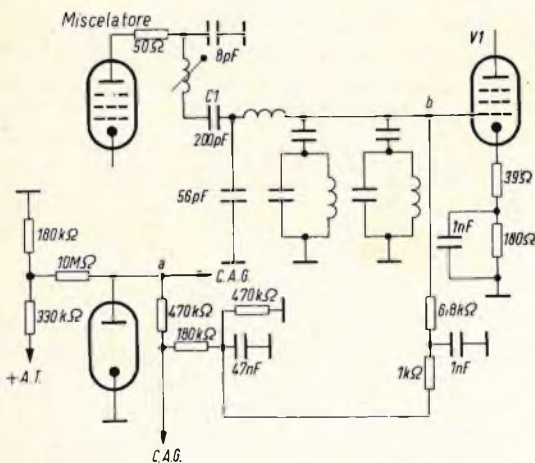 Miscelatore
50Ω
8pF
V1
C1
200pF
b
56pF
39Ω
1nF
180Ω
180kΩ
10MΩ
a
C.A.G.
330kΩ
470kΩ
470kΩ
180kΩ
47nF
6,8kΩ
1nF
1kΩ
+A.T.
C.A.G.